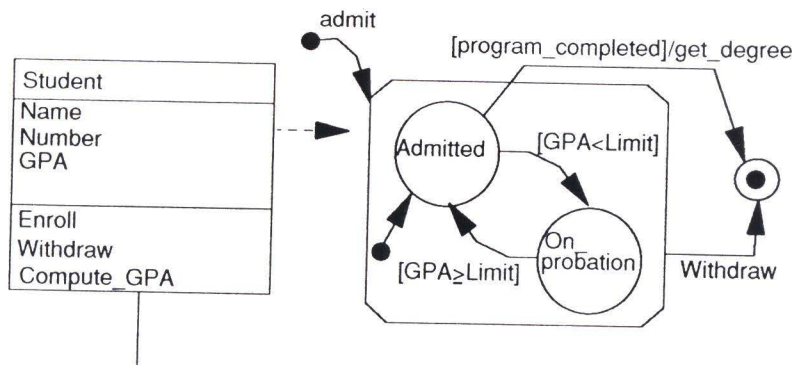 admit
[program_completed]/get_degree
Student
Name
Number
GPA
Admitted
[GPA<Limit]
Enroll
Withdraw
Compute_GPA
On_
probation
[GPA≥Limit]
Withdraw